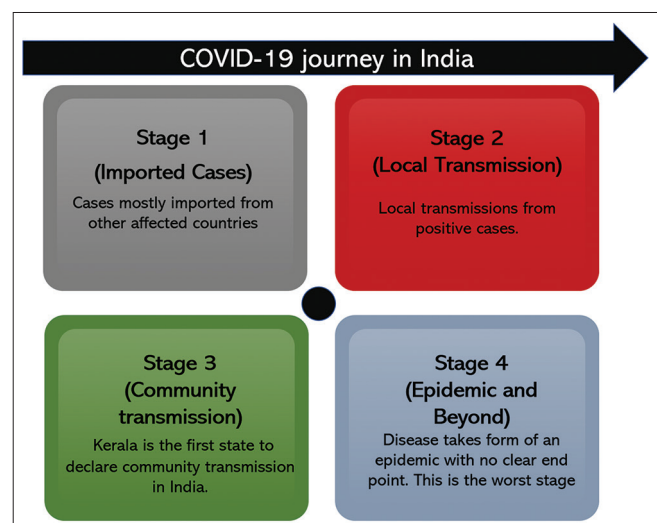 COVID-19 journey in India
Stage 1
(Imported Cases)
Cases mostly imported from
other affected countries
Stage 2
(Local Transmission)
Local transmissions from
positive cases.
Stage 3
(Community
transmission)
Kerala is the first state to
declare community transmission
in India.
Stage 4
(Epidemic and
Beyond)
Disease takes form of an
epidemic with no clear end
point. This is the worst stage